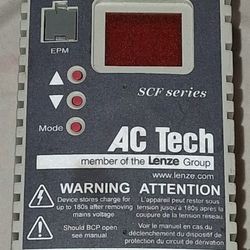 EPM
SCF series
Mode
AC Tech
member of the Lenze Group
www.lenze.com
WARNING
Device stores charge for
up to 180s after removing
mains voltage
Should BCP open
see manual
ATTENTION
L'appareil peut rester sous
tension jusqu'a 180s après la
coupure de la tension réseau.
Voir le manuel en cas du
déclenchement du dispositif de
protection du circuit de dérivation